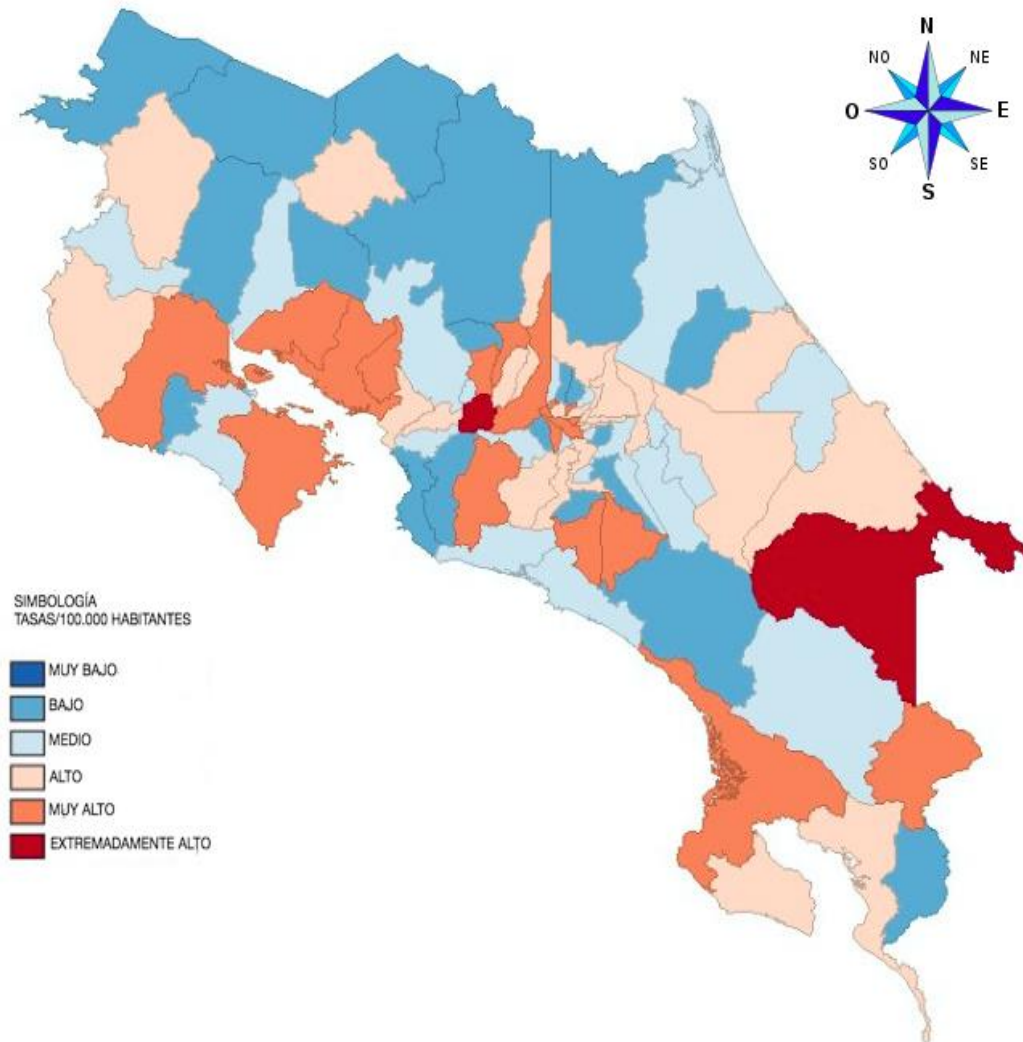 N
NO NE
O E
SO SE
S
SIMBOLOGÍA
TASAS/100.000 HABITANTES
MUY BAJO
BAJO
MEDIO
ALTO
MUY ALTO
EXTREMADAMENTE ALTO